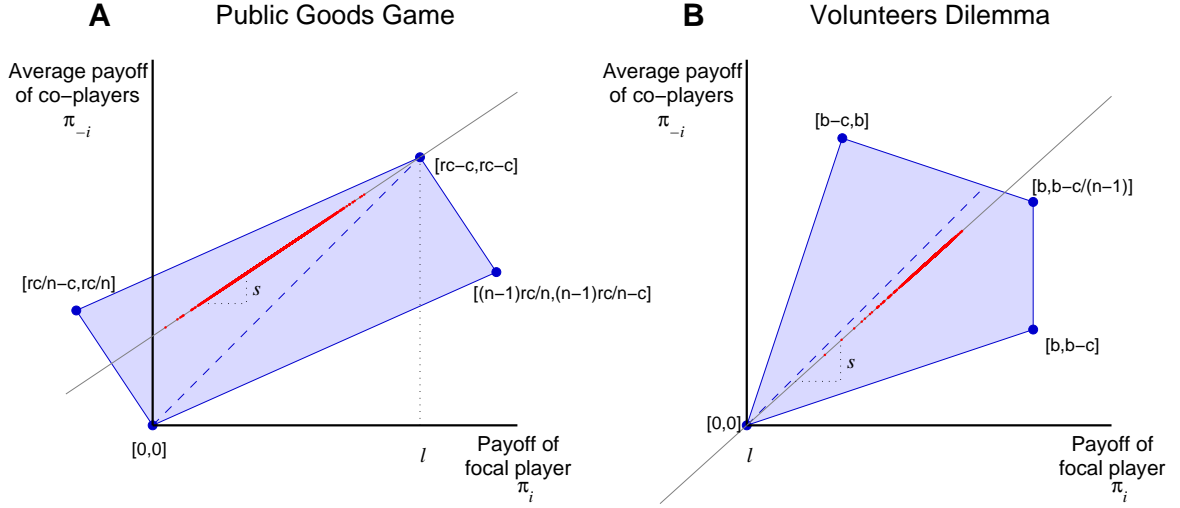 A
Public Goods Game
Average payoff
of co−players
π−i
[rc−c,rc−c]
[rc/n−c,rc/n]
s
[(n−1)rc/n,(n−1)rc/n−c]
[0,0]
l
Payoff of
focal player
πi
B
Volunteers Dilemma
Average payoff
of co−players
π−i
[b−c,b]
[b,b−c/(n−1)]
[b,b−c]
s
[0,0]
l
Payoff of
focal player
πi